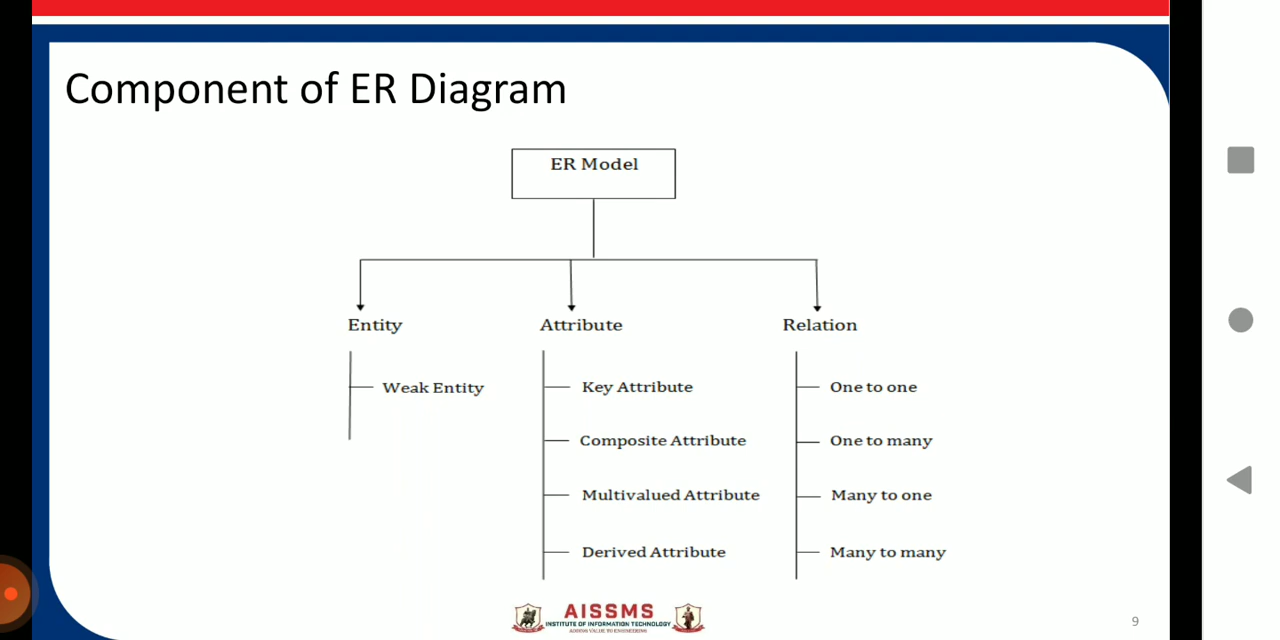 Component of ER Diagram
ER Model
Entity
Attribute
Relation
Weak Entity
Key Attribute
One to one
Composite Attribute
One to many
Multivalued Attribute
Many to one
Derived Attribute
Many to many
AISSMS
INSTITUTE OF INFORMATION TECHNOLOGY
ADDING VALUE TO ENGINEERING
9